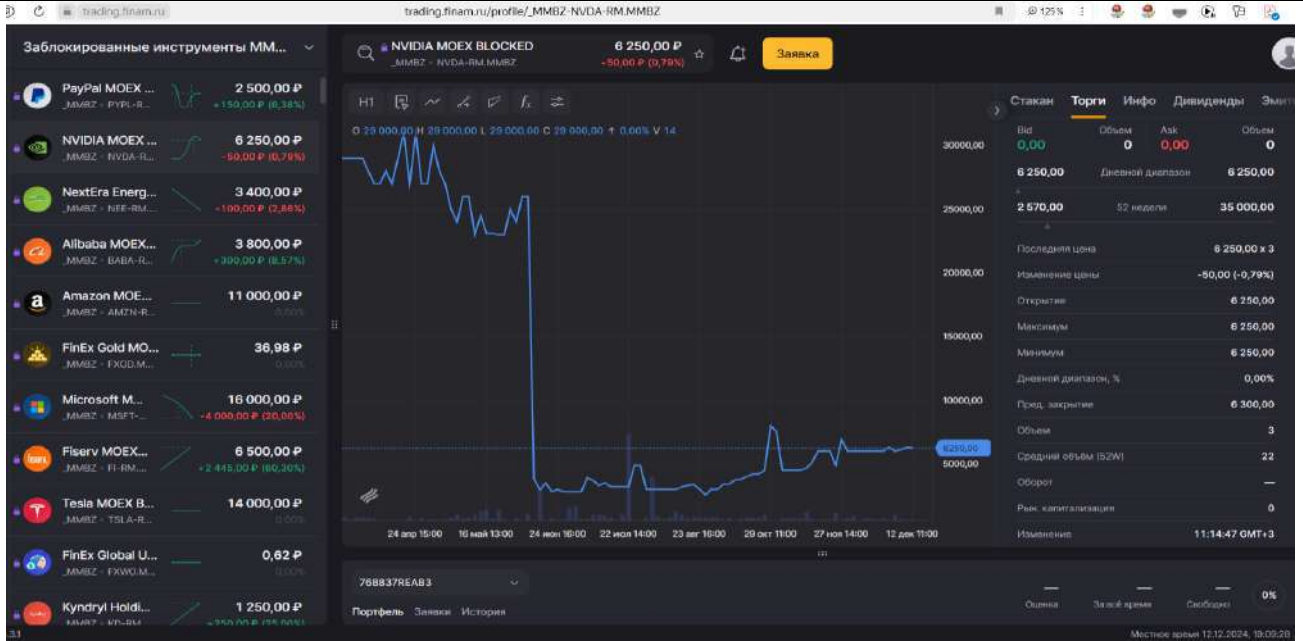 trading.finam.ru
trading.finam.ru/profile/_MMBZ-NVDA-RM.MMBZ
125 %
Заблокированные инструменты MM...
PayPal MOEX ...
2 500,00 ₽
_MMBZ - PYPL-R...
+150,00 ₽ (6,38%)
NVIDIA MOEX ...
6 250,00 ₽
_MMBZ - NVDA-R...
-50,00 ₽ (0,79%)
NextEra Energ...
3 400,00 ₽
_MMBZ - NEE-RM....
-100,00 ₽ (2,86%)
Alibaba MOEX...
3 800,00 ₽
_MMBZ - BABA-R...
+300,00 ₽ (8,57%)
Amazon MOE...
11 000,00 ₽
_MMBZ - AMZN-R...
0,00%
FinEx Gold MO...
36,98 ₽
_MMBZ - FXGD.M...
0,00%
Microsoft M...
16 000,00 ₽
_MMBZ - MSFT-...
-4 000,00 ₽ (20,00%)
Fiserv MOEX...
6 500,00 ₽
_MMBZ - FI-RM....
+2 445,00 ₽ (60,30%)
Tesla MOEX B...
14 000,00 ₽
_MMBZ - TSLA-R...
0,00%
FinEx Global U...
0,62 ₽
_MMBZ - FXWO.M...
0,00%
Kyndryl Holdi...
1 250,00 ₽
_MMBZ - KD-RM
+250,00 ₽ (25,00%)
NVIDIA MOEX BLOCKED
6 250,00 ₽
_MMBZ - NVDA-RM.MMBZ
-50,00 ₽ (0,79%)
Заявка
H1
O 29 000,00 H 29 000,00 L 29 000,00 C 29 000,00 + 0,00% V 14
30000,00
25000,00
20000,00
15000,00
10000,00
6250,00
5000,00
24 апр 15:00 16 май 13:00 24 июн 16:00 22 июл 14:00 23 авг 16:00 29 окт 11:00 27 ноя 14:00 12 дек 11:00
Стакан Торги Инфо Дивиденды Эмит
Bid Объем Ask Объем
0,00 0 0,00 0
6 250,00 Дневной диапазон 6 250,00
2 570,00 52 недели 35 000,00
Последняя цена 6 250,00 x 3
Изменение цены -50,00 (-0,79%)
Открытие 6 250,00
Максимум 6 250,00
Минимум 6 250,00
Дневной диапазон, % 0,00%
Пред. закрытие 6 300,00
Объем 3
Средний объём (52W) 22
Оборот —
Рын. капитализация 0
Изменение 11:14:47 GMT+3
768837REAB3
Портфель Заявки История
Оценка За всё время Свободно 0%
3.1
Местное время 12.12.2024, 19:09:28